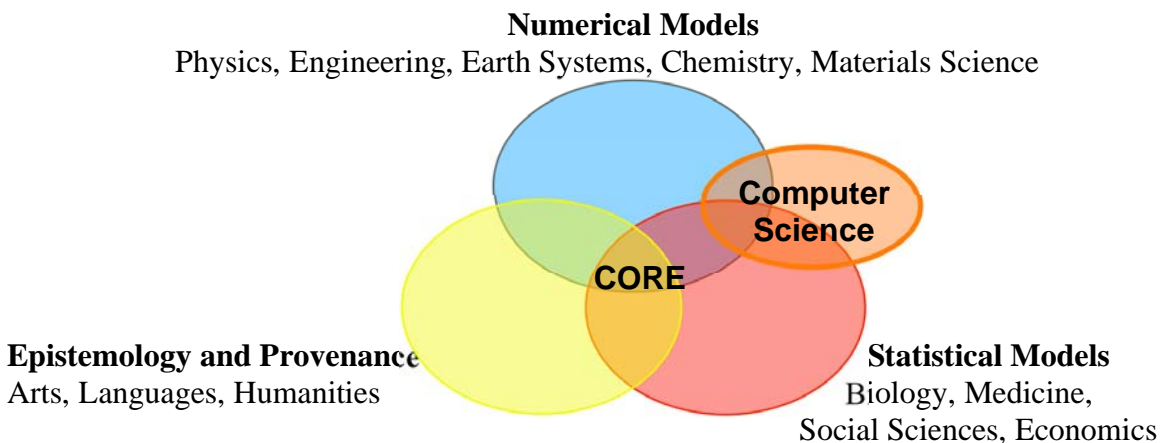 Numerical Models
Physics, Engineering, Earth Systems, Chemistry, Materials Science
Computer
Science
CORE
Epistemology and Provenance
Arts, Languages, Humanities
Statistical Models
Biology, Medicine,
Social Sciences, Economics